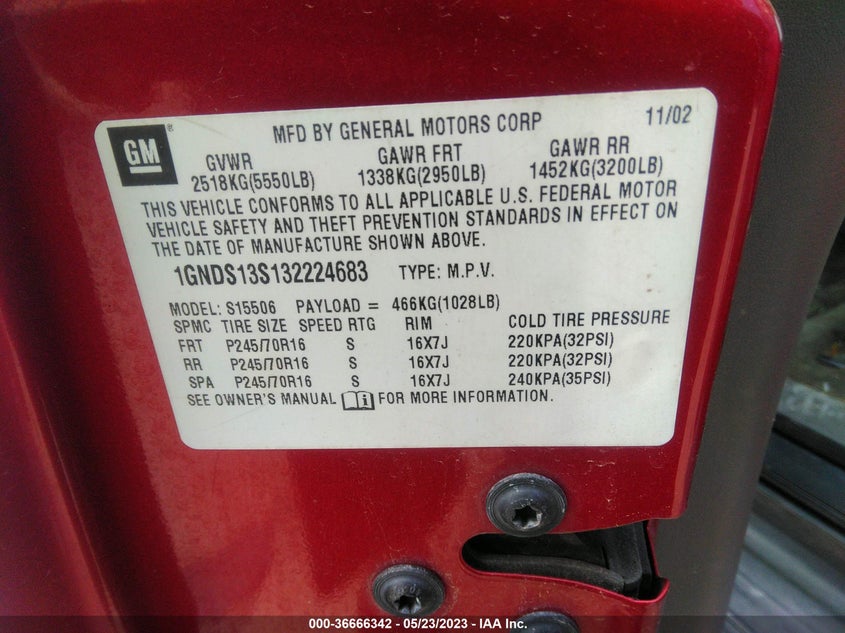 GM ® MFD BY GENERAL MOTORS CORP 11/02
GVWR GAWR FRT GAWR RR
2518KG(5550LB) 1338KG(2950LB) 1452KG(3200LB)
THIS VEHICLE CONFORMS TO ALL APPLICABLE U.S. FEDERAL MOTOR
VEHICLE SAFETY AND THEFT PREVENTION STANDARDS IN EFFECT ON
THE DATE OF MANUFACTURE SHOWN ABOVE.
1GNDS13S132224683 TYPE: M.P.V.
MODEL: S15506 PAYLOAD = 466KG(1028LB)
SPMC TIRE SIZE SPEED RTG RIM COLD TIRE PRESSURE
FRT P245/70R16 S 16X7J 220KPA(32PSI)
RR P245/70R16 S 16X7J 220KPA(32PSI)
SPA P245/70R16 S 16X7J 240KPA(35PSI)
SEE OWNER'S MANUAL FOR MORE INFORMATION.
000-36666342 - 05/23/2023 - IAA Inc.